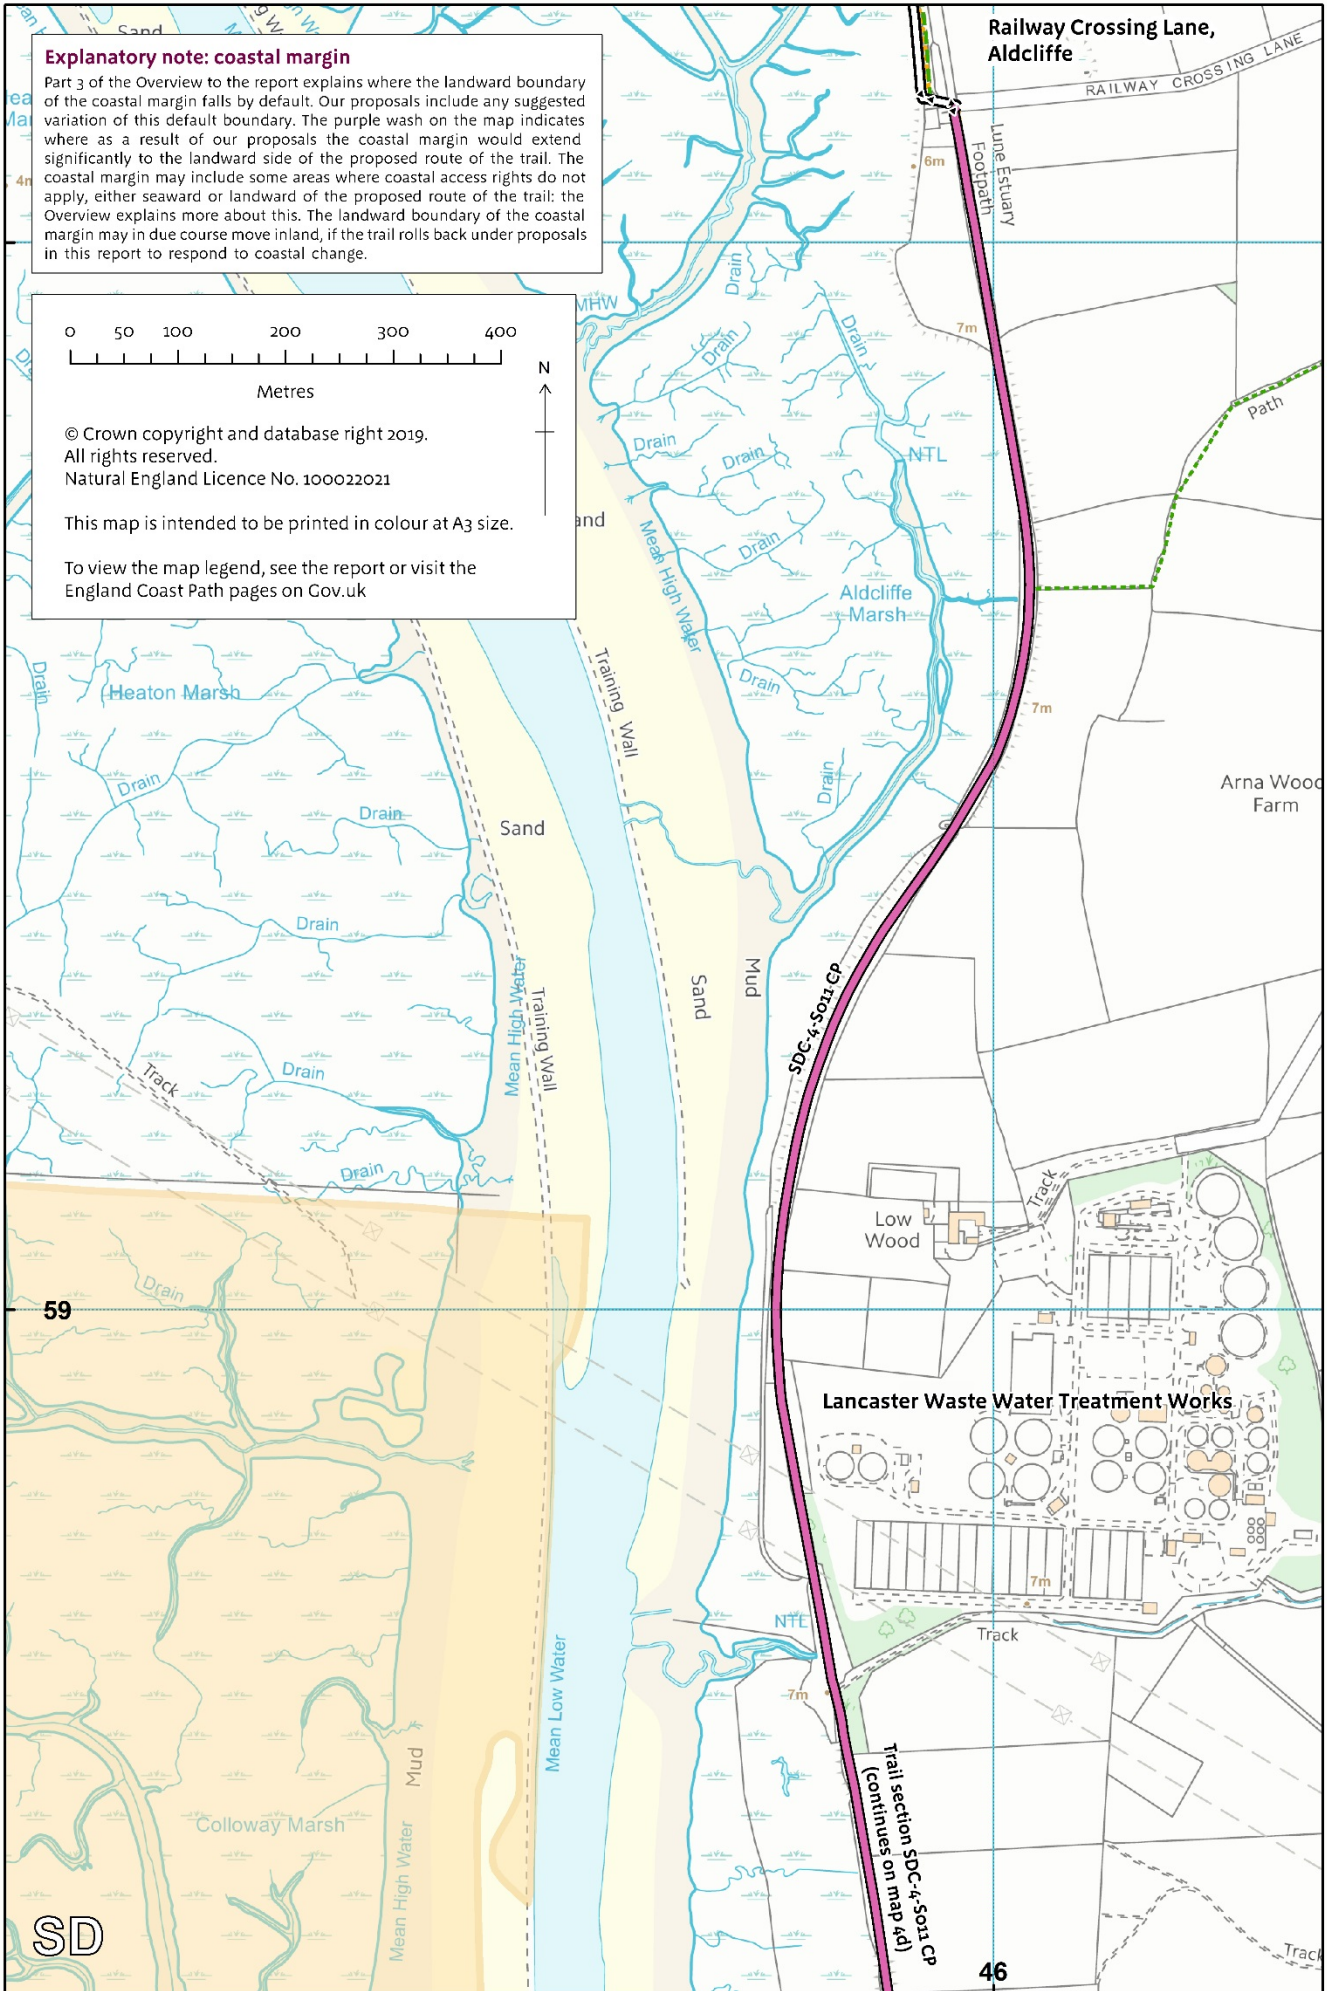 Railway Crossing Lane,
Aldcliffe
RAILWAY CROSSING LANE
Sand
Explanatory note: coastal margin
Part 3 of the Overview to the report explains where the landward boundary
of the coastal margin falls by default. Our proposals include any suggested
variation of this default boundary. The purple wash on the map indicates
where as a result of our proposals the coastal margin would extend
significantly to the landward side of the proposed route of the trail. The
coastal margin may include some areas where coastal access rights do not
apply, either seaward or landward of the proposed route of the trail: the
Overview explains more about this. The landward boundary of the coastal
margin may in due course move inland, if the trail rolls back under proposals
in this report to respond to coastal change.
6m
Lune Estuary
Footpath
Drain
MHW
7m
Drain
Drain
0 50 100 200 300 400
Metres
N
© Crown copyright and database right 2019.
All rights reserved.
Natural England Licence No. 100022021
This map is intended to be printed in colour at A3 size.
To view the map legend, see the report or visit the
England Coast Path pages on Gov.uk
Path
Drain
Drain
NTL
and
Drain
Mean High Water
Aldcliffe
Marsh
Drain
Heaton Marsh
Drain
Training Wall
7m
Drain
Drain
Drain
Arna Wood
Farm
Sand
Drain
Mean High Water
Training Wall
Sand
Mud
SDC-4-S011 CP
Track
Drain
Drain
Track
Low
Wood
Drain
59
Lancaster Waste Water Treatment Works
7m
NTL
Track
7m
Mean Low Water
Mud
Trail section SDC-4-S011 CP
(continues on map 4d)
Colloway Marsh
Mean High Water
SD
46
Track